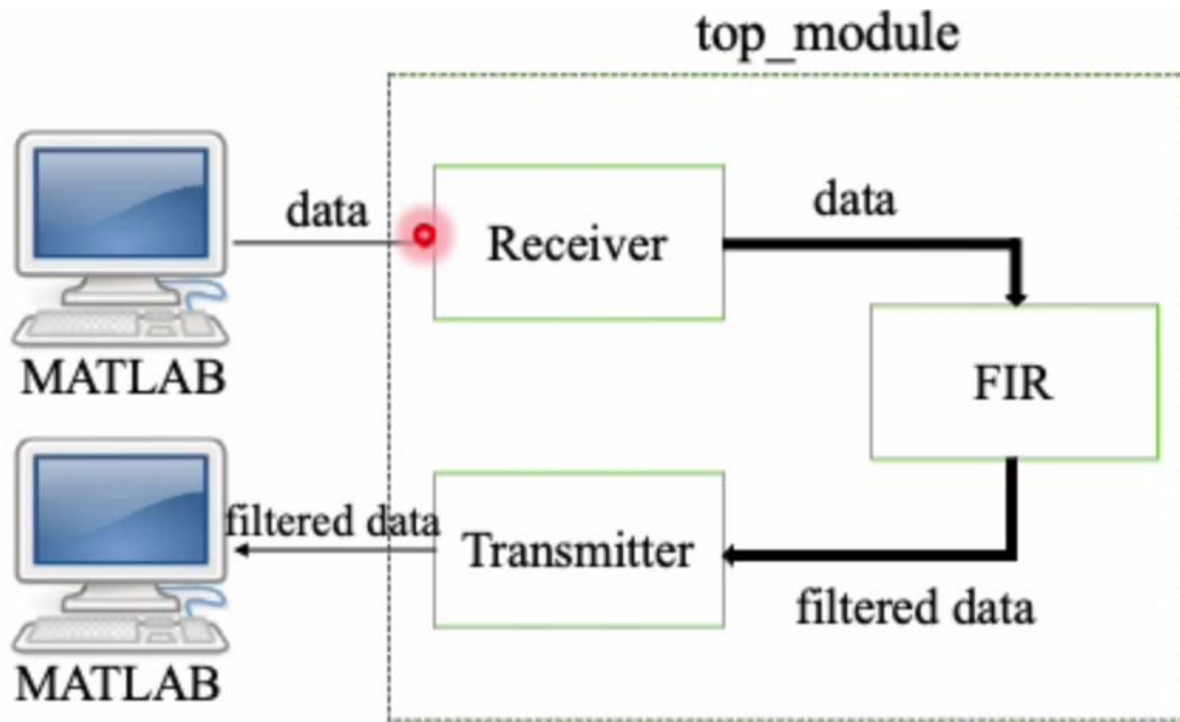 top_module
data
Receiver
data
MATLAB
FIR
filtered data
Transmitter
filtered data
MATLAB